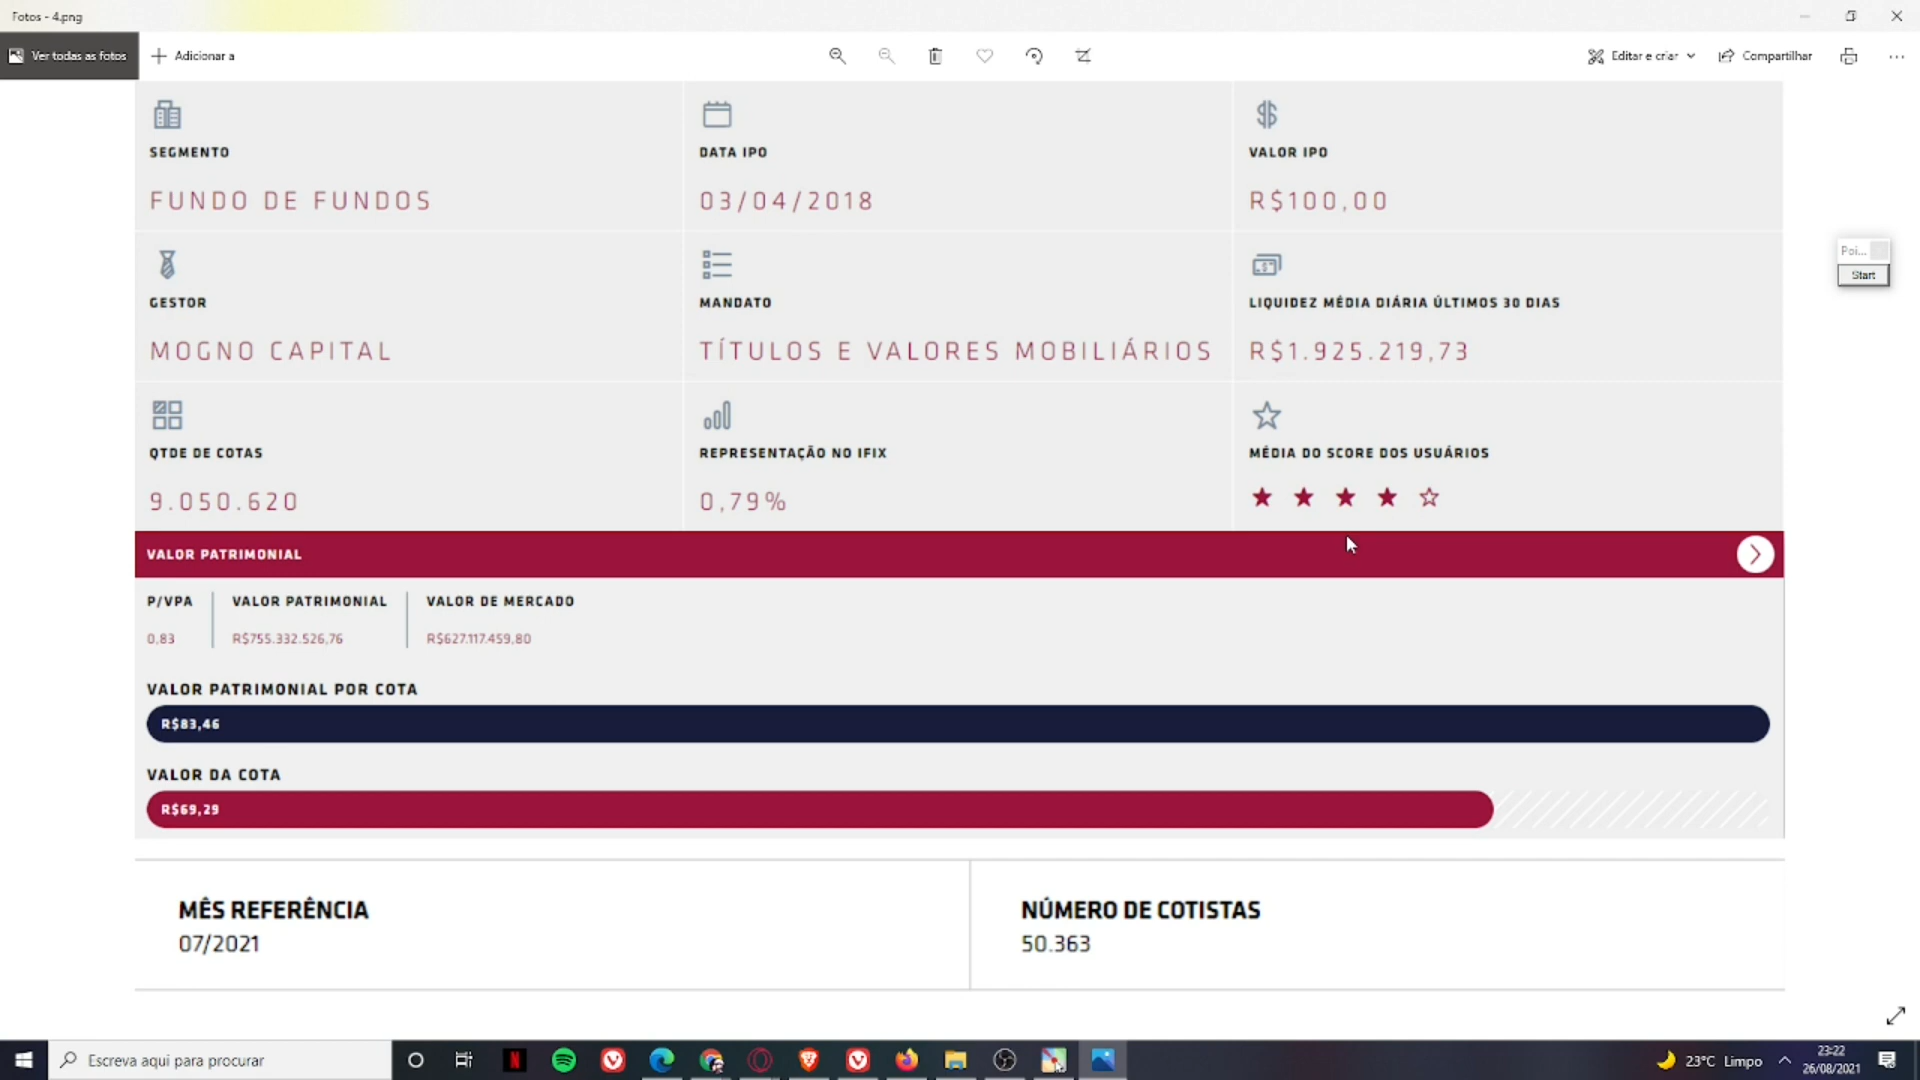 Fotos - 4.png
Ver todas as fotos
Adicionar a
Editar e criar
Compartilhar
SEGMENTO
FUNDO DE FUNDOS
DATA IPO
03/04/2018
VALOR IPO
R$100,00
GESTOR
MOGNO CAPITAL
MANDATO
TÍTULOS E VALORES MOBILIÁRIOS
LIQUIDEZ MÉDIA DIÁRIA ÚLTIMOS 30 DIAS
R$1.925.219,73
Poi...
Start
QTDE DE COTAS
9.050.620
REPRESENTAÇÃO NO IFIX
0,79%
MÉDIA DO SCORE DOS USUÁRIOS
VALOR PATRIMONIAL
P/VPA
0,83
VALOR PATRIMONIAL
R$755.332.526,76
VALOR DE MERCADO
R$627.117.459,80
VALOR PATRIMONIAL POR COTA
R$83,46
VALOR DA COTA
R$69,29
MÊS REFERÊNCIA
07/2021
NÚMERO DE COTISTAS
50.363
Escreva aqui para procurar
23°C Limpo
23:22
26/08/2021